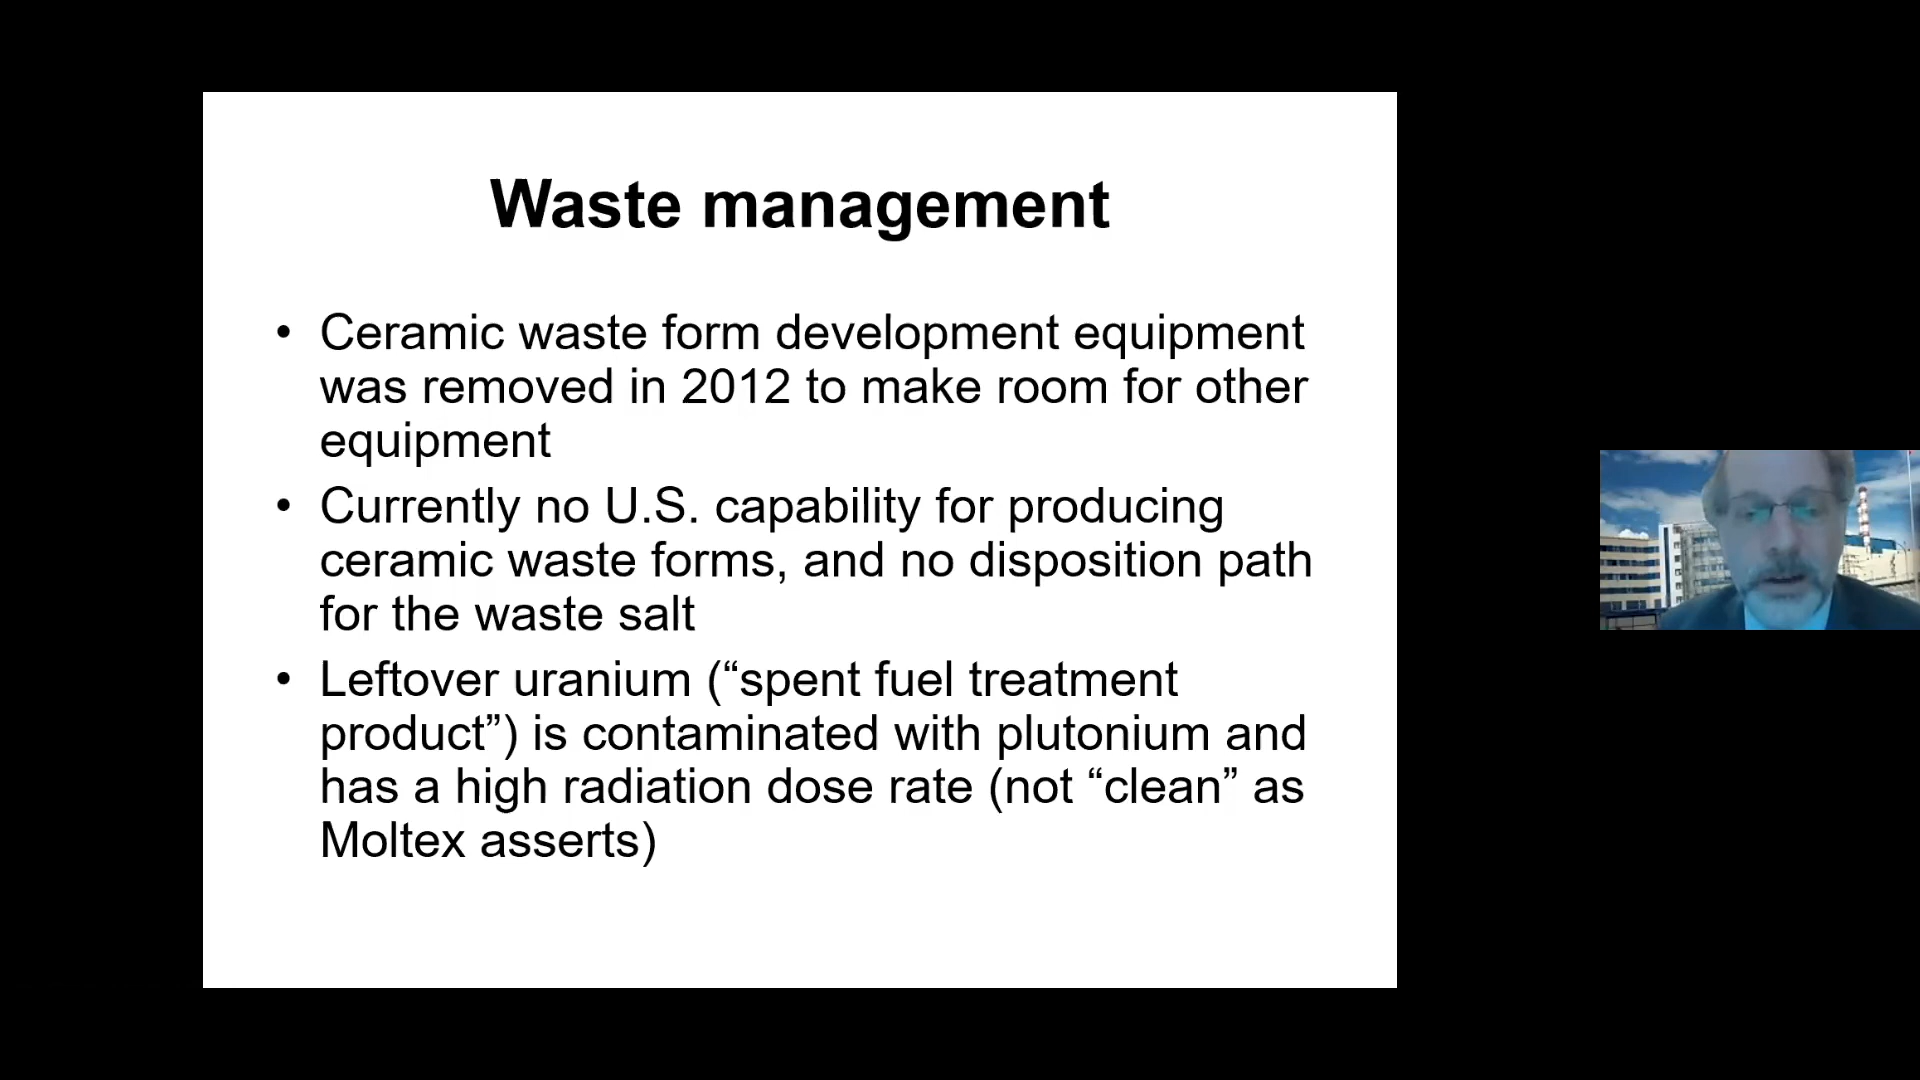 Waste management
• Ceramic waste form development equipment
was removed in 2012 to make room for other
equipment
• Currently no U.S. capability for producing
ceramic waste forms, and no disposition path
for the waste salt
• Leftover uranium (“spent fuel treatment
product”) is contaminated with plutonium and
has a high radiation dose rate (not “clean” as
Moltex asserts)